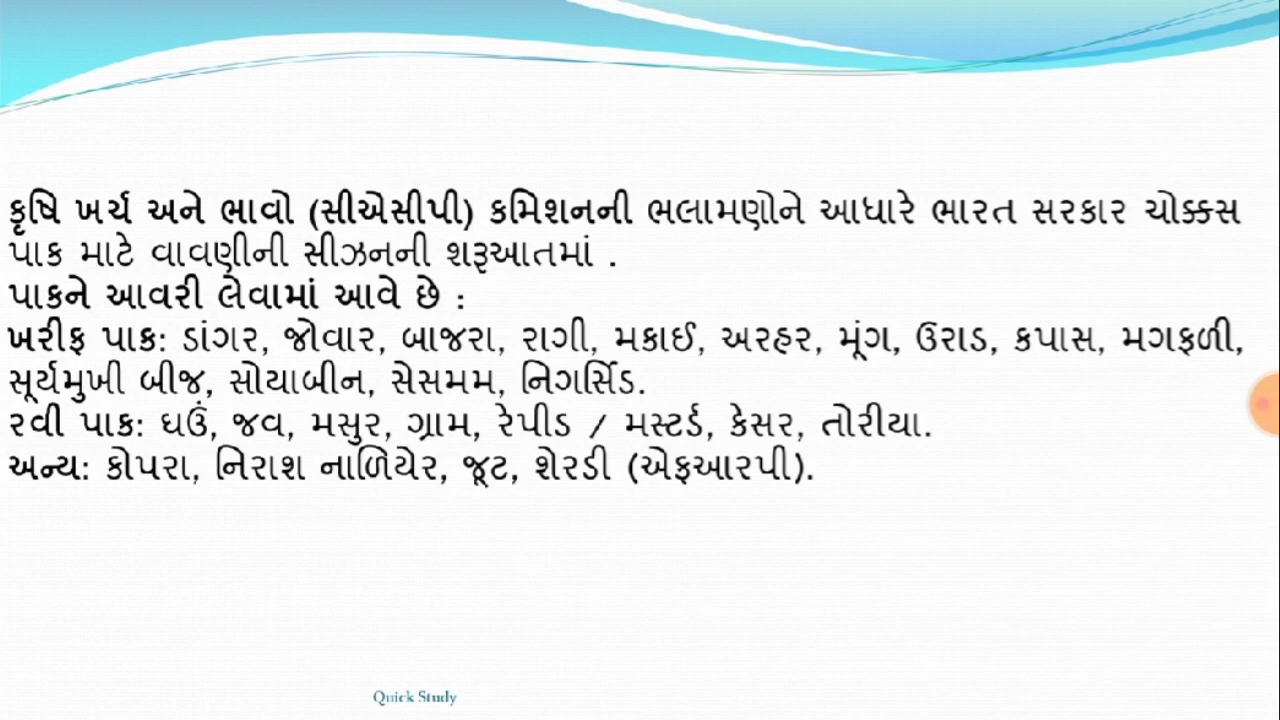 કૃષિ ખર્ચ અને ભાવો (સીએસીપી) કમિશનની ભલામણોને આધારે ભારત સરકાર ચોક્કસ
પાક માટે વાવણીની સીઝનની શરૂઆતમાં .
પાકને આવરી લેવામાં આવે છે :
ખરીફ પાક: ડાંગર, જોવાર, બાજરા, રાગી, મકાઈ, અરહર, મૂંગ, ઉરાડ, કપાસ, મગફળી,
સૂર્યમુખી બીજ, સોયાબીન, સેસમમ, નિગર્સિડ.
રવી પાક: ઘઉં, જવ, મસુર, ગ્રામ, રેપીડ / મસ્ટર્ડ, કેસર, તોરીયા.
અન્ય: કોપરા, નિરાશ નાળિયેર, જૂટ, શેરડી (એફઆરપી).
Quick Study